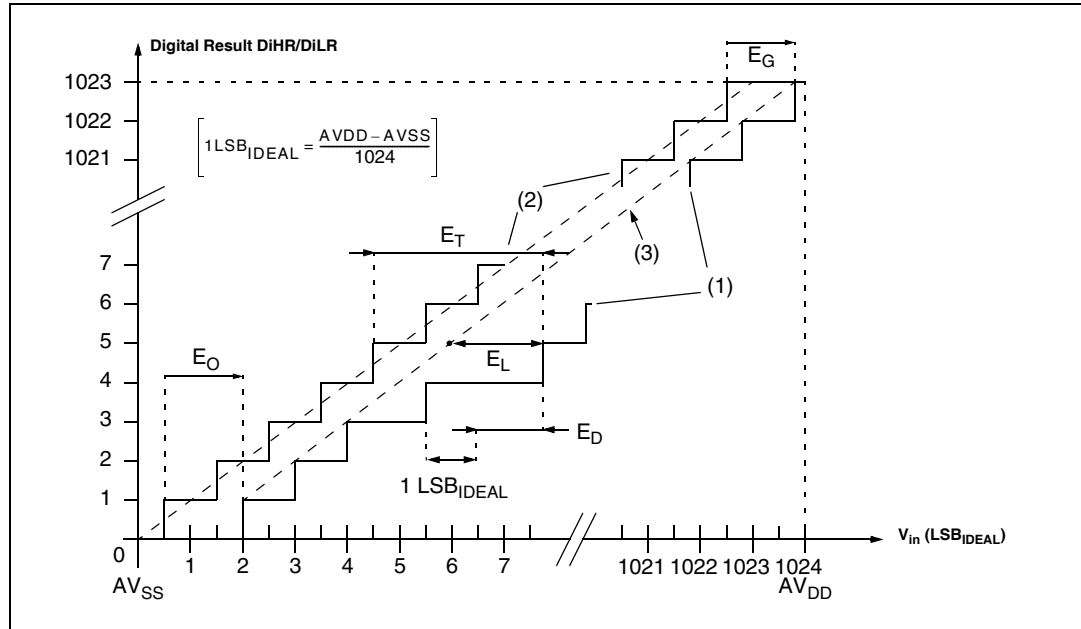 Digital Result DiHR/DiLR
E_G
1023
1022
1021
1LSB_IDEAL = AVDD – AVSS
1024
(2)
E_T
(3)
7
(1)
6
5
E_O
E_L
4
3
E_D
2
1 LSB_IDEAL
1
0
V_in (LSB_IDEAL)
1 2 3 4 5 6 7 1021 1022 1023 1024
AV_SS AV_DD